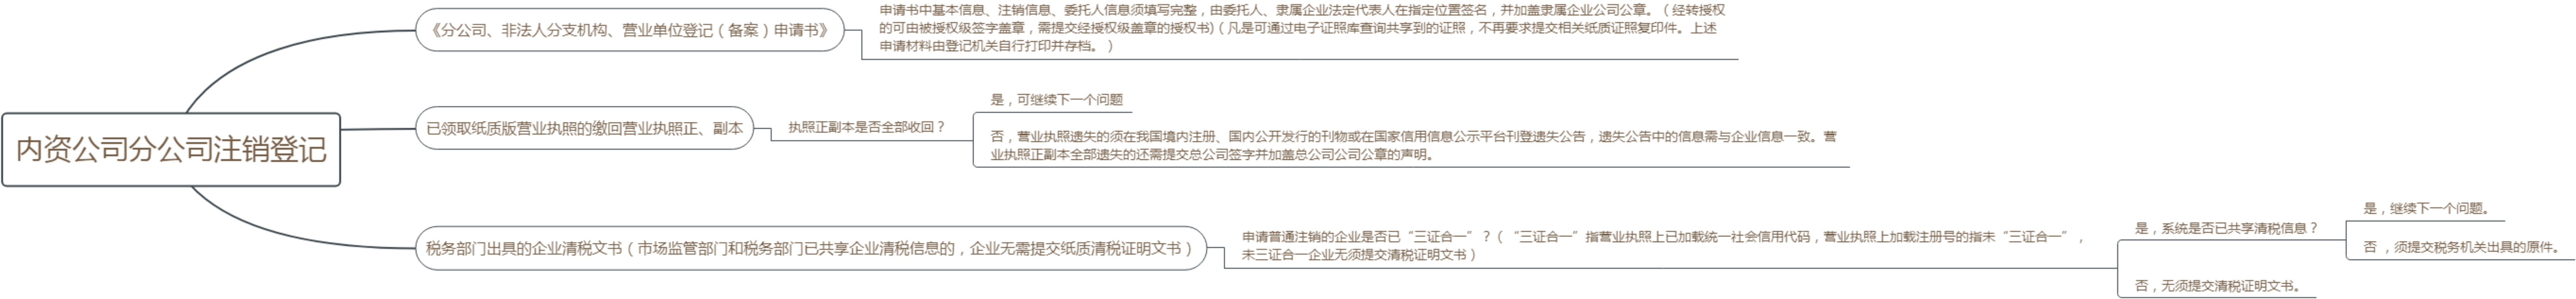 内资公司分公司注销登记
《分公司、非法人分支机构、营业单位登记（备案）申请书》
申请书中基本信息、注销信息、委托人信息须填写完整，由委托人、隶属企业法定代表人在指定位置签名，并加盖隶属企业公司公章。（经转授权
的可由被授权级签字盖章，需提交经授权级盖章的授权书)（凡是可通过电子证照库查询共享到的证照，不再要求提交相关纸质证照复印件。上述
申请材料由登记机关自行打印并存档。）
已领取纸质版营业执照的缴回营业执照正、副本
执照正副本是否全部收回？
是，可继续下一个问题
否，营业执照遗失的须在我国境内注册、国内公开发行的刊物或在国家信用信息公示平台刊登遗失公告，遗失公告中的信息需与企业信息一致。营
业执照正副本全部遗失的还需提交总公司签字并加盖总公司公司公章的声明。
税务部门出具的企业清税文书（市场监管部门和税务部门已共享企业清税信息的，企业无需提交纸质清税证明文书）
申请普通注销的企业是否已“三证合一”？（“三证合一”指营业执照上已加载统一社会信用代码，营业执照上加载注册号的指未“三证合一”，
未三证合一企业无须提交清税证明文书）
是，系统是否已共享清税信息？
是，继续下一个问题。
否 ，须提交税务机关出具的原件。
否，无须提交清税证明文书。